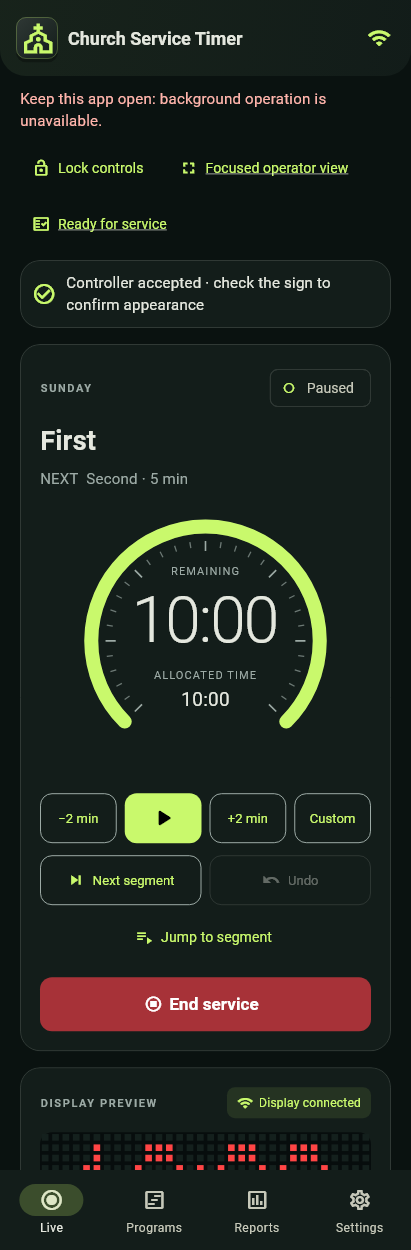 Church Service Timer
Keep this app open: background operation is
unavailable.
Lock controls
Focused operator view
Ready for service
Controller accepted · check the sign to
confirm appearance
SUNDAY
Paused
First
NEXT Second · 5 min
REMAINING
10:00
ALLOCATED TIME
10:00
−2 min
+2 min
Custom
Next segment
Undo
Jump to segment
End service
DISPLAY PREVIEW
Display connected
Live
Programs
Reports
Settings